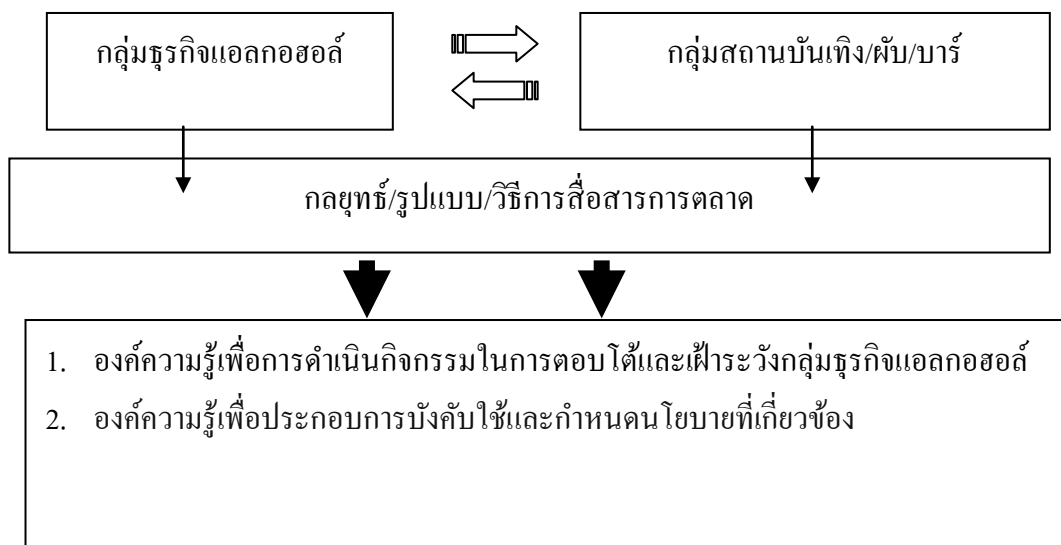 กลุ่มธุรกิจแอลกอฮอล์
กลุ่มสถานบันเทิง/ผับ/บาร์
กลยุทธ์/รูปแบบ/วิธีการสื่อสารการตลาด
1. องค์ความรู้เพื่อการดำเนินกิจกรรมในการตอบโต้และเฝ้าระวังกลุ่มธุรกิจแอลกอฮอล์
2. องค์ความรู้เพื่อประกอบการบังคับใช้และกำหนดนโยบายที่เกี่ยวข้อง